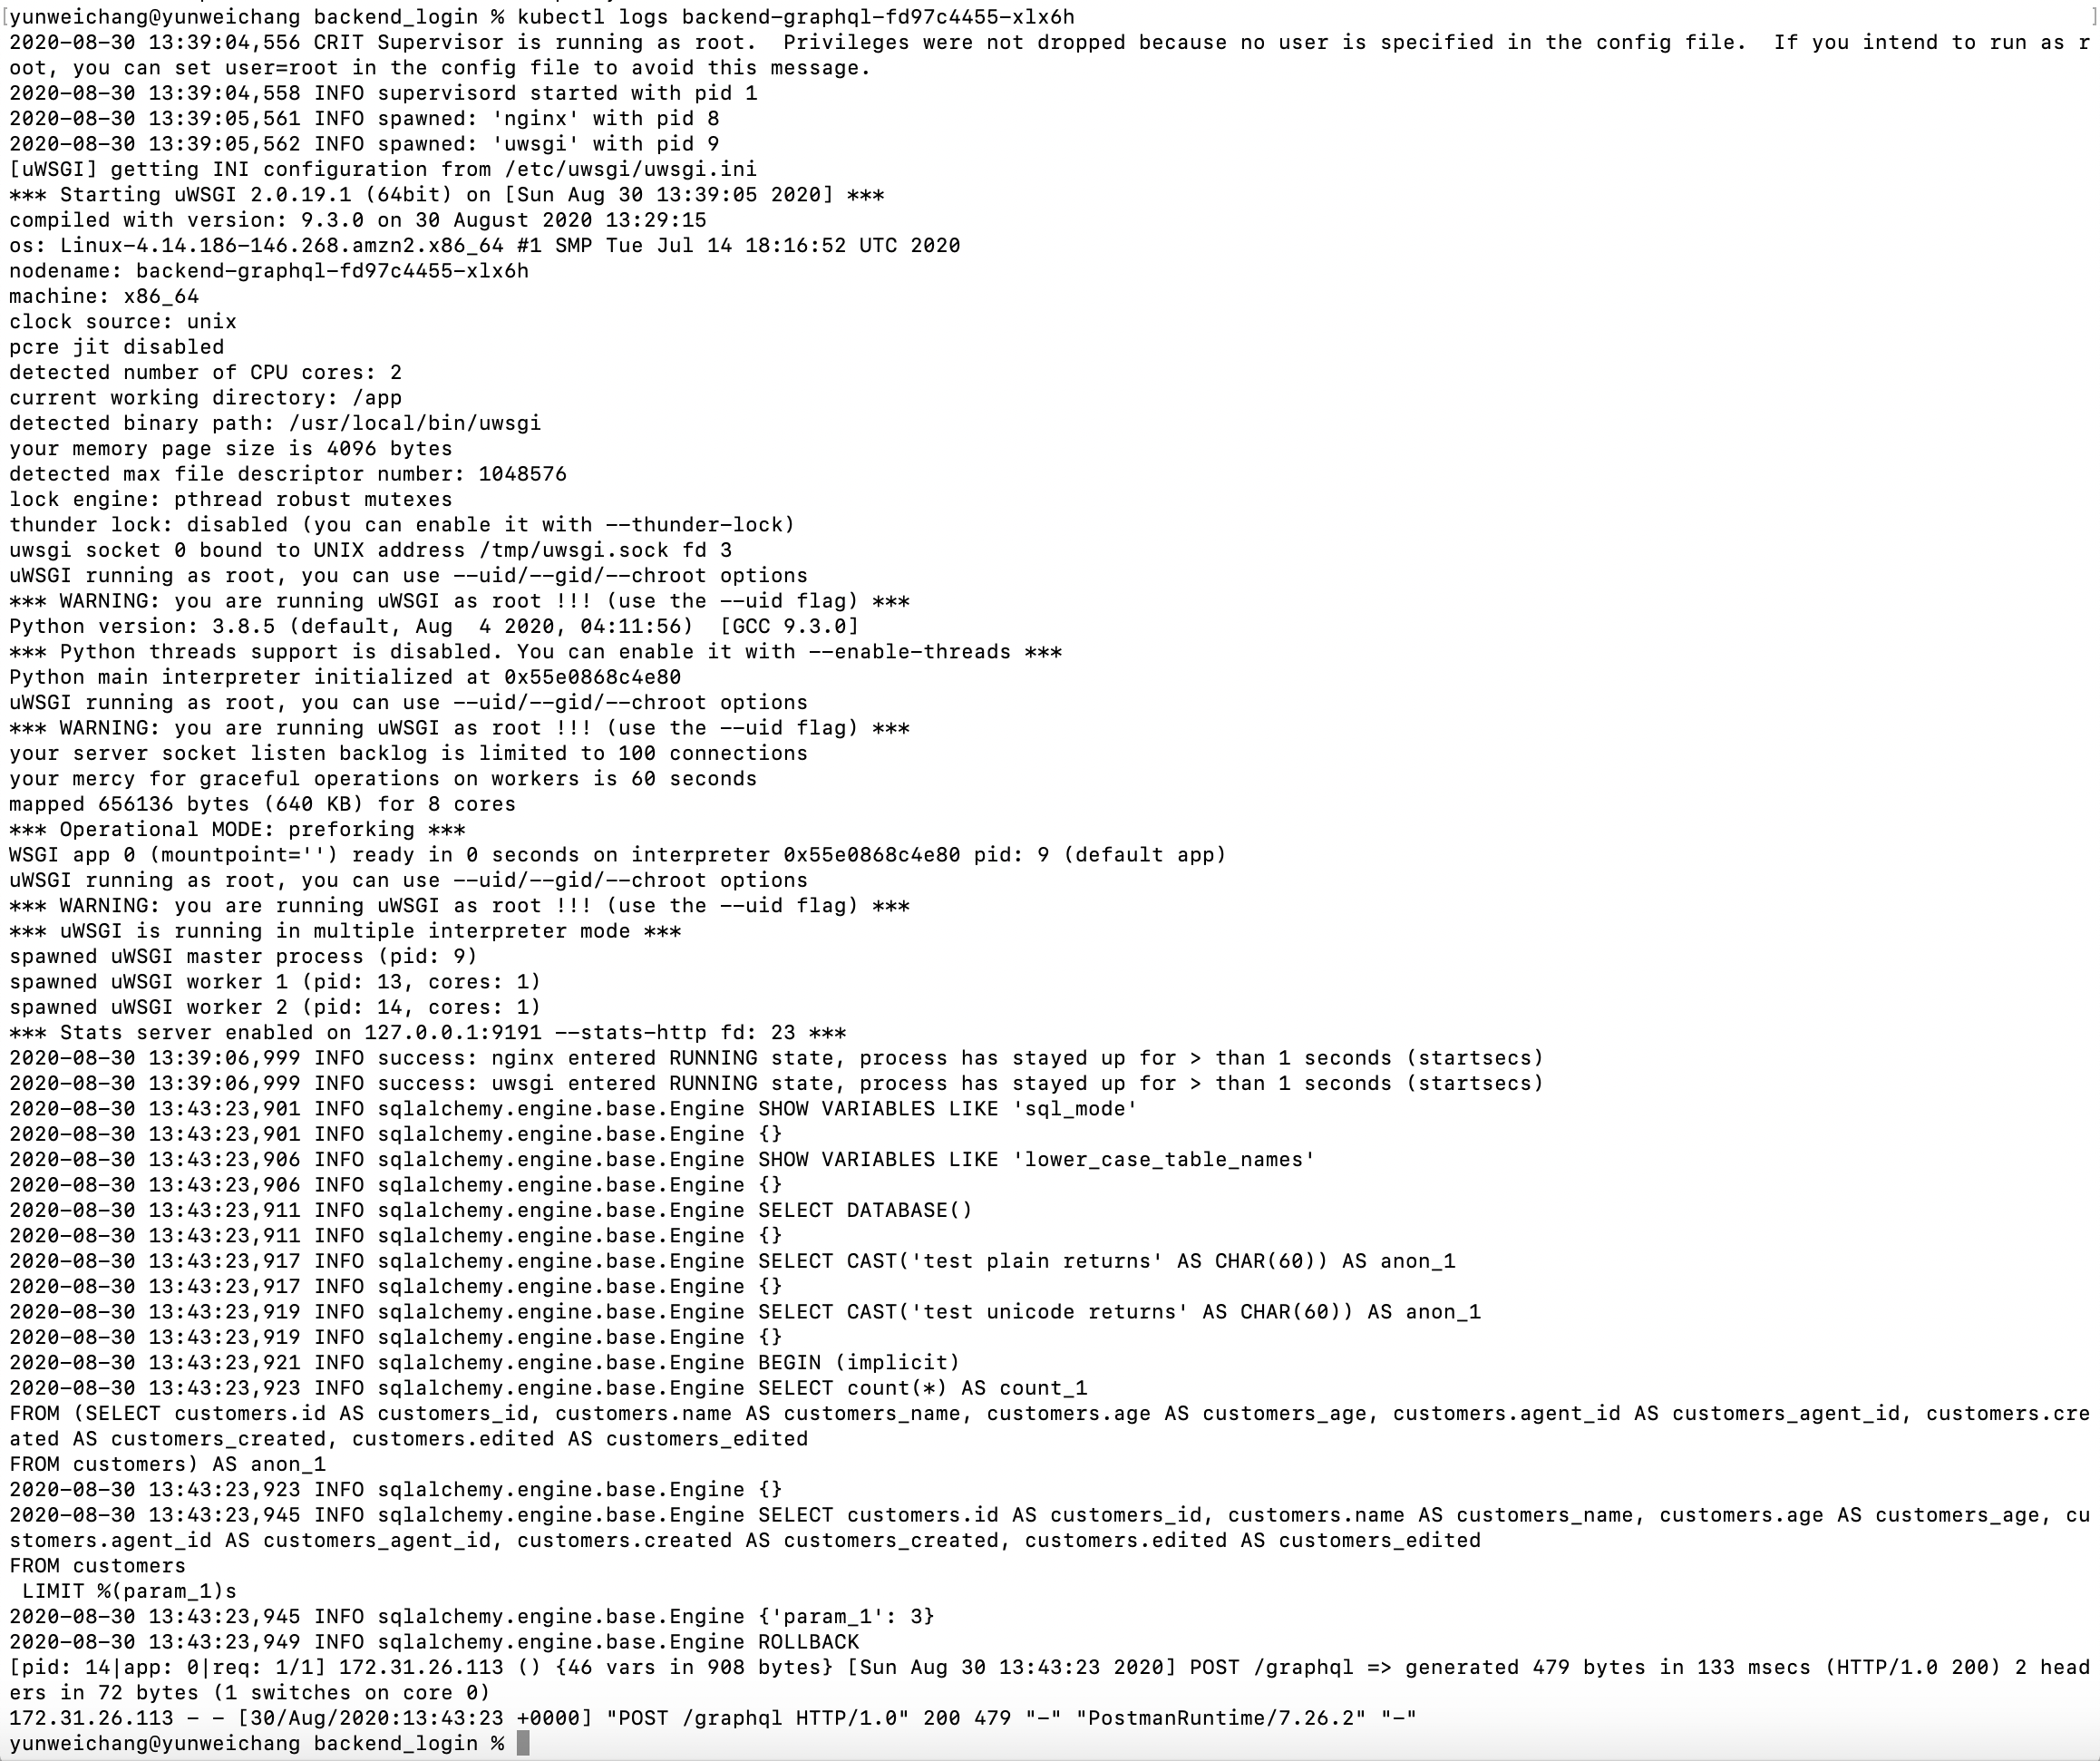 [yunweichang@yunweichang backend_login % kubectl logs backend-graphql-fd97c4455-xlx6h ]
2020-08-30 13:39:04,556 CRIT Supervisor is running as root.  Privileges were not dropped because no user is specified in the config file.  If you intend to run as r
oot, you can set user=root in the config file to avoid this message.
2020-08-30 13:39:04,558 INFO supervisord started with pid 1
2020-08-30 13:39:05,561 INFO spawned: 'nginx' with pid 8
2020-08-30 13:39:05,562 INFO spawned: 'uwsgi' with pid 9
[uWSGI] getting INI configuration from /etc/uwsgi/uwsgi.ini
*** Starting uWSGI 2.0.19.1 (64bit) on [Sun Aug 30 13:39:05 2020] ***
compiled with version: 9.3.0 on 30 August 2020 13:29:15
os: Linux-4.14.186-146.268.amzn2.x86_64 #1 SMP Tue Jul 14 18:16:52 UTC 2020
nodename: backend-graphql-fd97c4455-xlx6h
machine: x86_64
clock source: unix
pcre jit disabled
detected number of CPU cores: 2
current working directory: /app
detected binary path: /usr/local/bin/uwsgi
your memory page size is 4096 bytes
detected max file descriptor number: 1048576
lock engine: pthread robust mutexes
thunder lock: disabled (you can enable it with --thunder-lock)
uwsgi socket 0 bound to UNIX address /tmp/uwsgi.sock fd 3
uWSGI running as root, you can use --uid/--gid/--chroot options
*** WARNING: you are running uWSGI as root !!! (use the --uid flag) ***
Python version: 3.8.5 (default, Aug  4 2020, 04:11:56)  [GCC 9.3.0]
*** Python threads support is disabled. You can enable it with --enable-threads ***
Python main interpreter initialized at 0x55e0868c4e80
uWSGI running as root, you can use --uid/--gid/--chroot options
*** WARNING: you are running uWSGI as root !!! (use the --uid flag) ***
your server socket listen backlog is limited to 100 connections
your mercy for graceful operations on workers is 60 seconds
mapped 656136 bytes (640 KB) for 8 cores
*** Operational MODE: preforking ***
WSGI app 0 (mountpoint='') ready in 0 seconds on interpreter 0x55e0868c4e80 pid: 9 (default app)
uWSGI running as root, you can use --uid/--gid/--chroot options
*** WARNING: you are running uWSGI as root !!! (use the --uid flag) ***
*** uWSGI is running in multiple interpreter mode ***
spawned uWSGI master process (pid: 9)
spawned uWSGI worker 1 (pid: 13, cores: 1)
spawned uWSGI worker 2 (pid: 14, cores: 1)
*** Stats server enabled on 127.0.0.1:9191 --stats-http fd: 23 ***
2020-08-30 13:39:06,999 INFO success: nginx entered RUNNING state, process has stayed up for > than 1 seconds (startsecs)
2020-08-30 13:39:06,999 INFO success: uwsgi entered RUNNING state, process has stayed up for > than 1 seconds (startsecs)
2020-08-30 13:43:23,901 INFO sqlalchemy.engine.base.Engine SHOW VARIABLES LIKE 'sql_mode'
2020-08-30 13:43:23,901 INFO sqlalchemy.engine.base.Engine {}
2020-08-30 13:43:23,906 INFO sqlalchemy.engine.base.Engine SHOW VARIABLES LIKE 'lower_case_table_names'
2020-08-30 13:43:23,906 INFO sqlalchemy.engine.base.Engine {}
2020-08-30 13:43:23,911 INFO sqlalchemy.engine.base.Engine SELECT DATABASE()
2020-08-30 13:43:23,911 INFO sqlalchemy.engine.base.Engine {}
2020-08-30 13:43:23,917 INFO sqlalchemy.engine.base.Engine SELECT CAST('test plain returns' AS CHAR(60)) AS anon_1
2020-08-30 13:43:23,917 INFO sqlalchemy.engine.base.Engine {}
2020-08-30 13:43:23,919 INFO sqlalchemy.engine.base.Engine SELECT CAST('test unicode returns' AS CHAR(60)) AS anon_1
2020-08-30 13:43:23,919 INFO sqlalchemy.engine.base.Engine {}
2020-08-30 13:43:23,921 INFO sqlalchemy.engine.base.Engine BEGIN (implicit)
2020-08-30 13:43:23,923 INFO sqlalchemy.engine.base.Engine SELECT count(*) AS count_1
FROM (SELECT customers.id AS customers_id, customers.name AS customers_name, customers.age AS customers_age, customers.agent_id AS customers_agent_id, customers.cre
ated AS customers_created, customers.edited AS customers_edited
FROM customers) AS anon_1
2020-08-30 13:43:23,923 INFO sqlalchemy.engine.base.Engine {}
2020-08-30 13:43:23,945 INFO sqlalchemy.engine.base.Engine SELECT customers.id AS customers_id, customers.name AS customers_name, customers.age AS customers_age, cu
stomers.agent_id AS customers_agent_id, customers.created AS customers_created, customers.edited AS customers_edited
FROM customers
 LIMIT %(param_1)s
2020-08-30 13:43:23,945 INFO sqlalchemy.engine.base.Engine {'param_1': 3}
2020-08-30 13:43:23,949 INFO sqlalchemy.engine.base.Engine ROLLBACK
[pid: 14|app: 0|req: 1/1] 172.31.26.113 () {46 vars in 908 bytes} [Sun Aug 30 13:43:23 2020] POST /graphql => generated 479 bytes in 133 msecs (HTTP/1.0 200) 2 head
ers in 72 bytes (1 switches on core 0)
172.31.26.113 - - [30/Aug/2020:13:43:23 +0000] "POST /graphql HTTP/1.0" 200 479 "-" "PostmanRuntime/7.26.2" "-"
yunweichang@yunweichang backend_login %